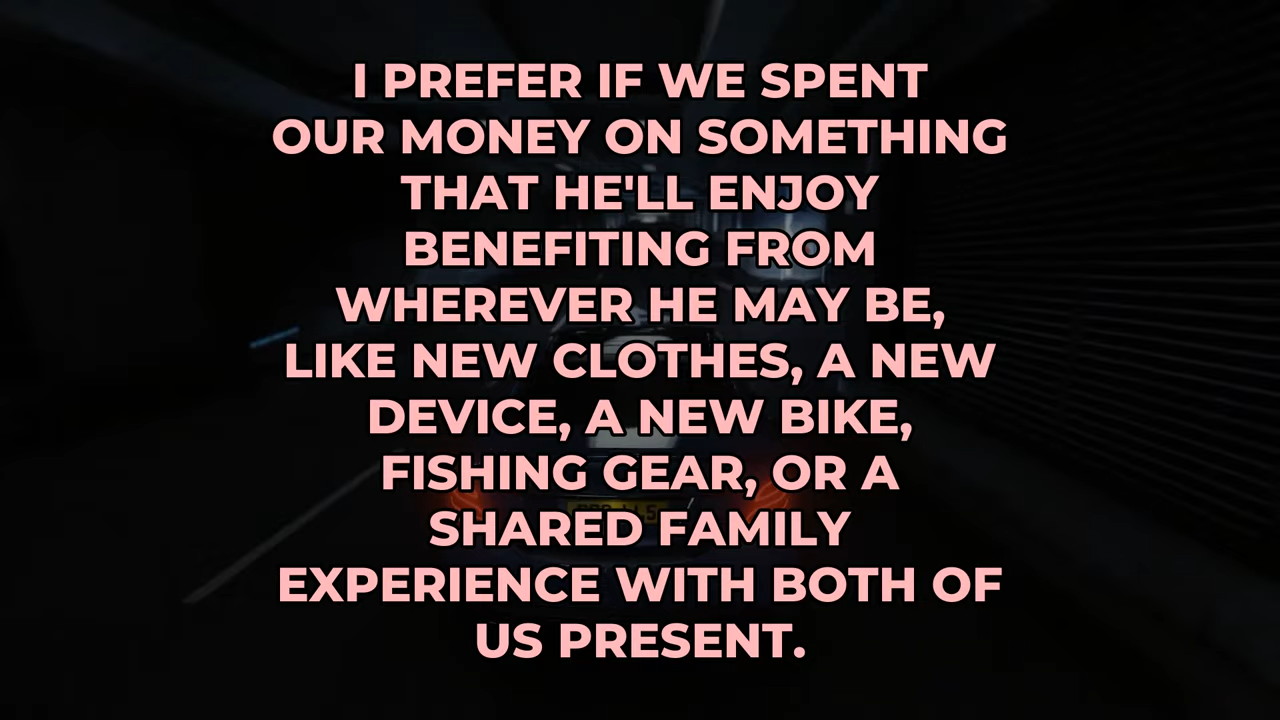 I PREFER IF WE SPENT
OUR MONEY ON SOMETHING
THAT HE'LL ENJOY
BENEFITING FROM
WHEREVER HE MAY BE,
LIKE NEW CLOTHES, A NEW
DEVICE, A NEW BIKE,
FISHING GEAR, OR A
SHARED FAMILY
EXPERIENCE WITH BOTH OF
US PRESENT.